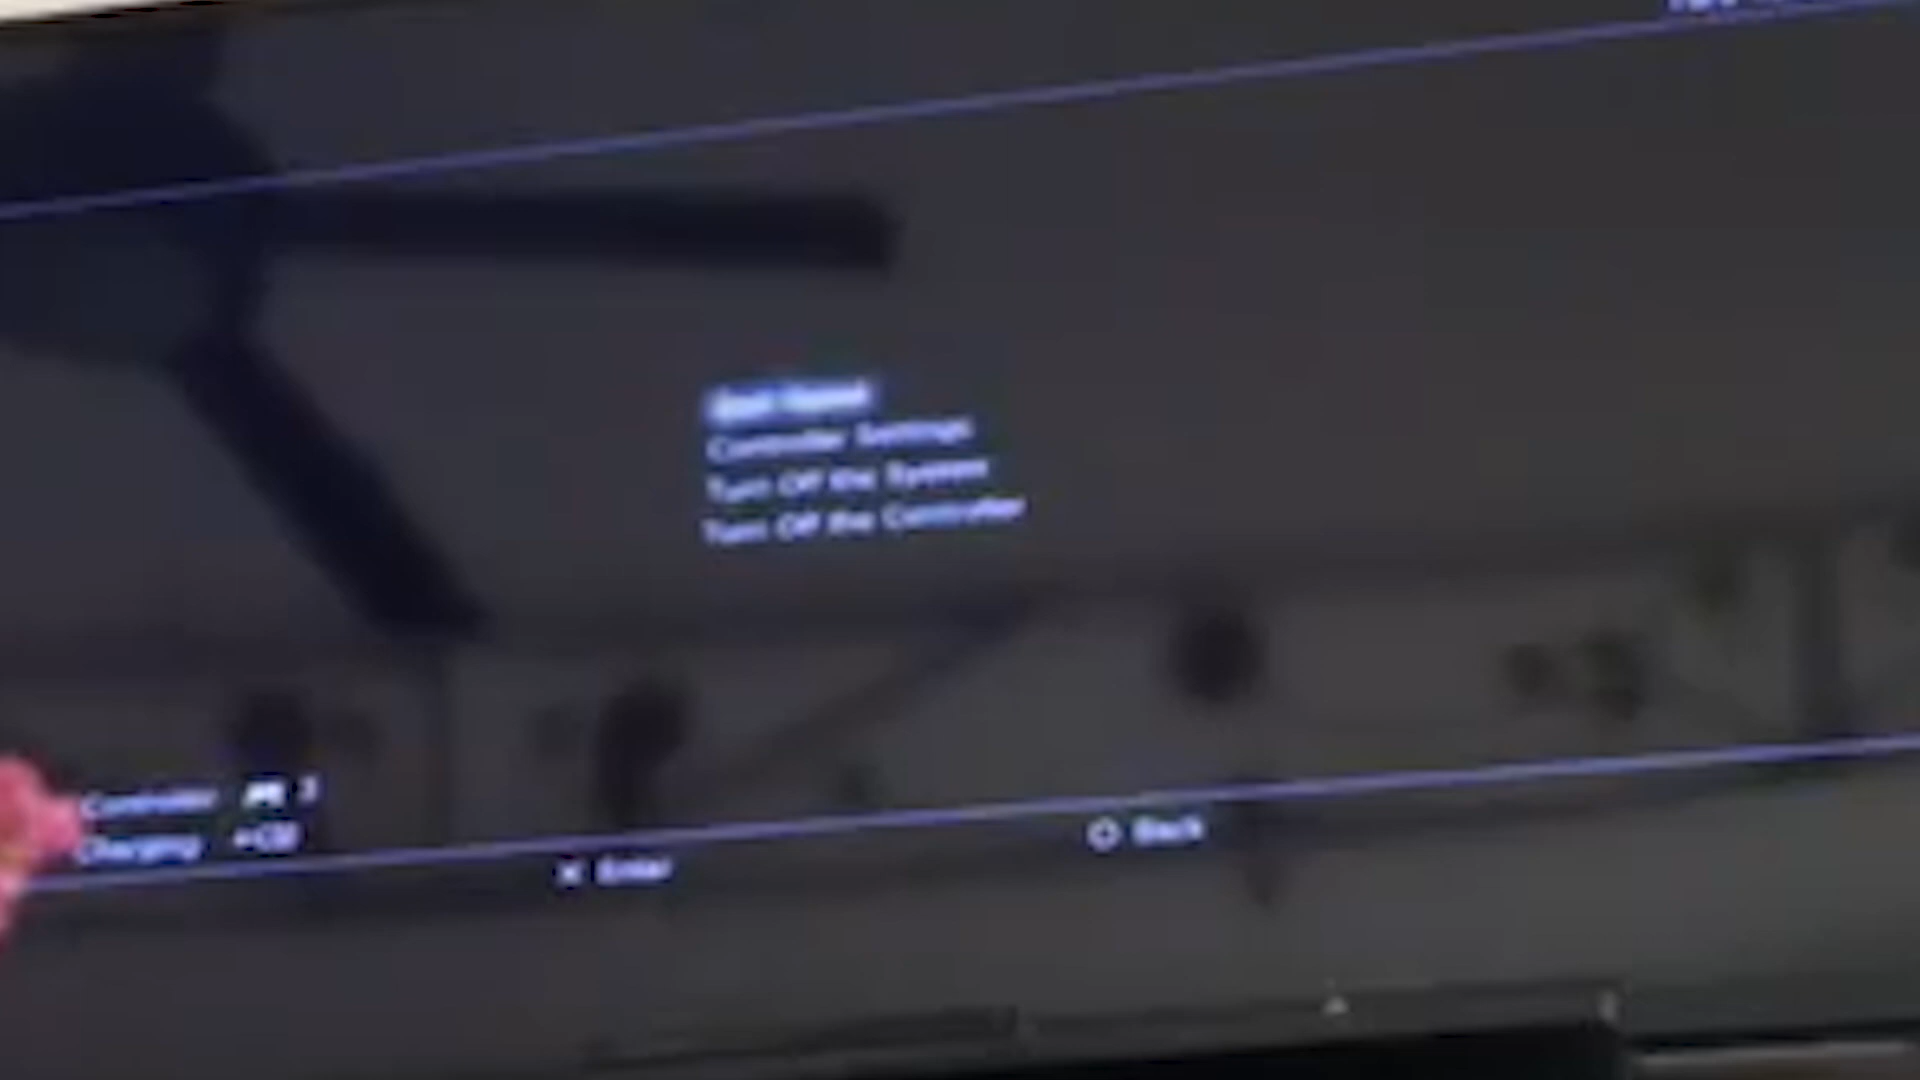 Controller Settings
Turn Off the System
Turn Off the Controller
Controller
Charging
Enter
Back